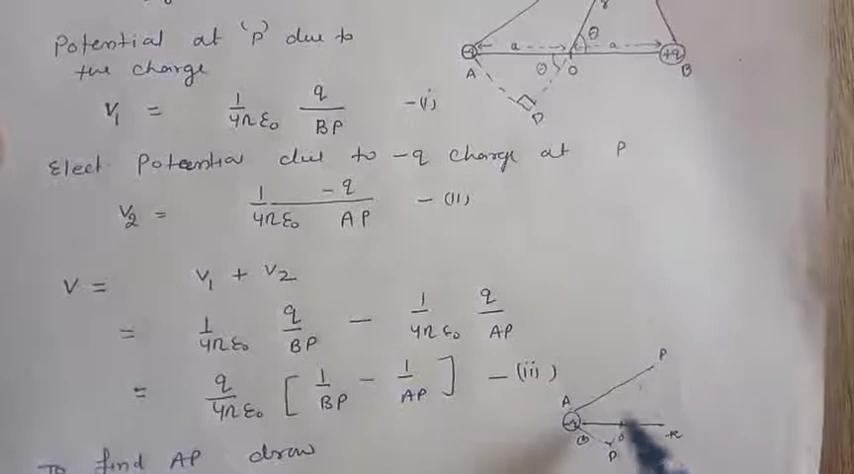 r
θ
-q a a +q
A θ O B
D
Potential at 'P' due to
the charge
V₁ = 1/4πε₀ q/BP -(i)
Elect. Potential due to -q charge at P
V₂ = 1/4πε₀ -q/AP - (ii)
V = V₁ + V₂
= 1/4πε₀ q/BP - 1/4πε₀ q/AP
= q/4πε₀ [ 1/BP - 1/AP ] - (iii)
P
A
-q
To find AP draw